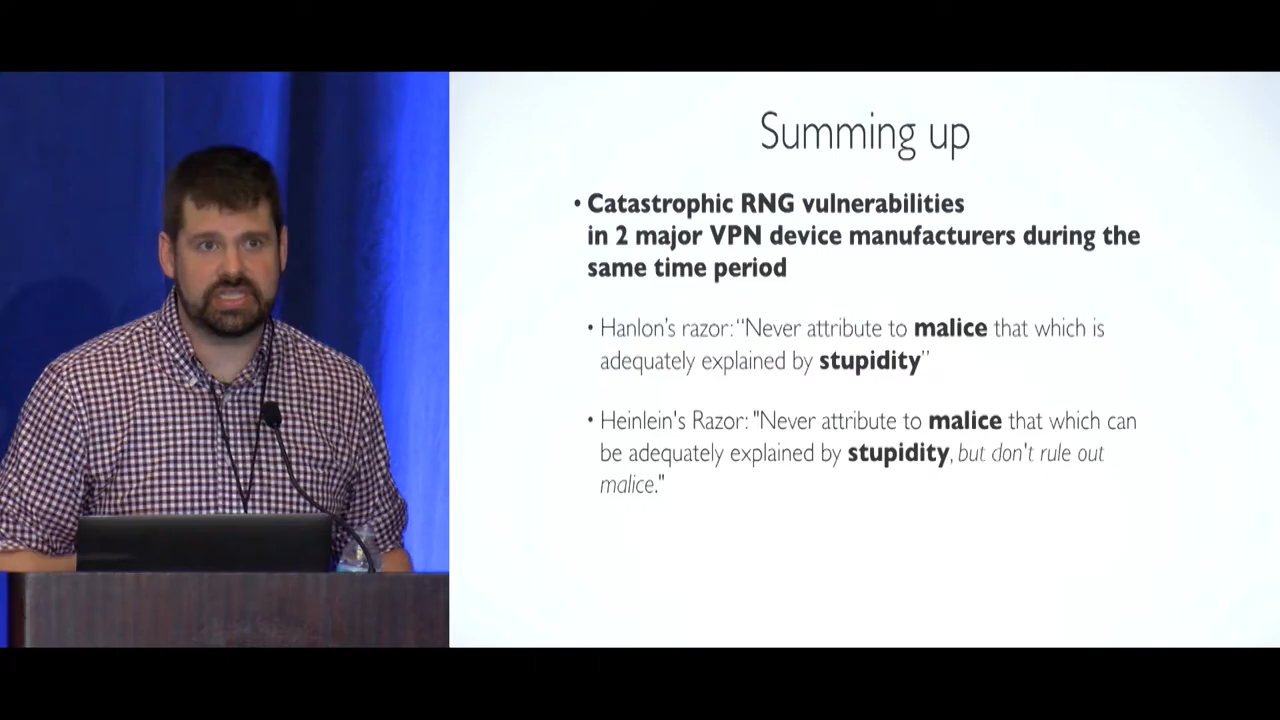 Summing up
• Catastrophic RNG vulnerabilities
in 2 major VPN device manufacturers during the
same time period
• Hanlon's razor: “Never attribute to malice that which is
adequately explained by stupidity”
• Heinlein's Razor: "Never attribute to malice that which can
be adequately explained by stupidity, but don't rule out
malice."